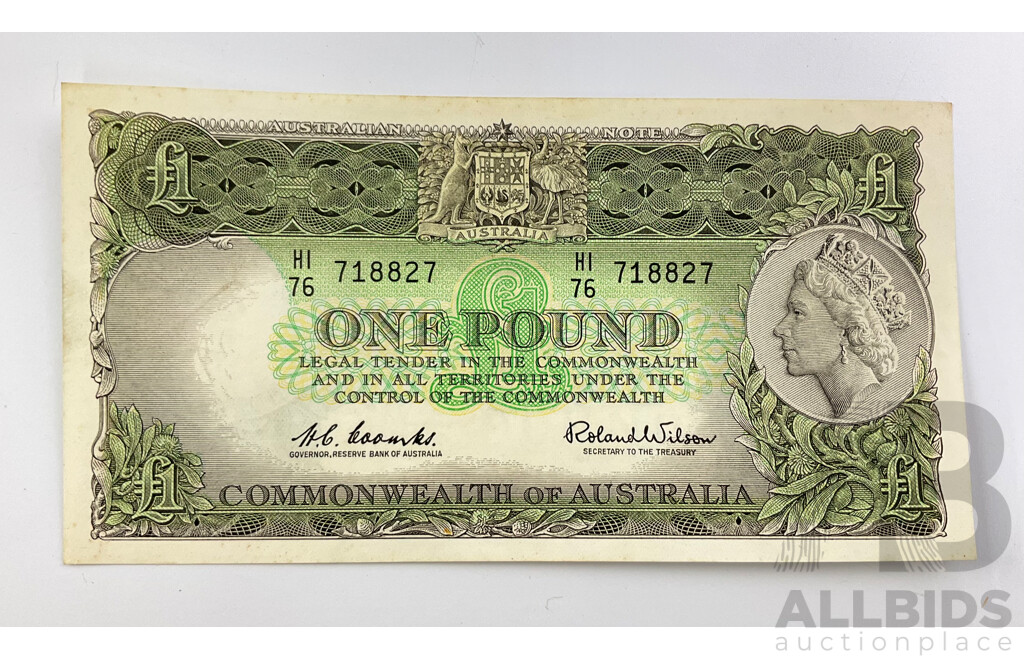 AUSTRALIAN NOTE
£1 £1
AUSTRALIA
HI 76 718827 HI 76 718827
ONE POUND
LEGAL TENDER IN THE COMMONWEALTH
AND IN ALL TERRITORIES UNDER THE
CONTROL OF THE COMMONWEALTH
H.C. Coombs. Roland Wilson
GOVERNOR, RESERVE BANK OF AUSTRALIA SECRETARY TO THE TREASURY
£1 £1
COMMONWEALTH OF AUSTRALIA
B
ALLBIDS
auctionplace